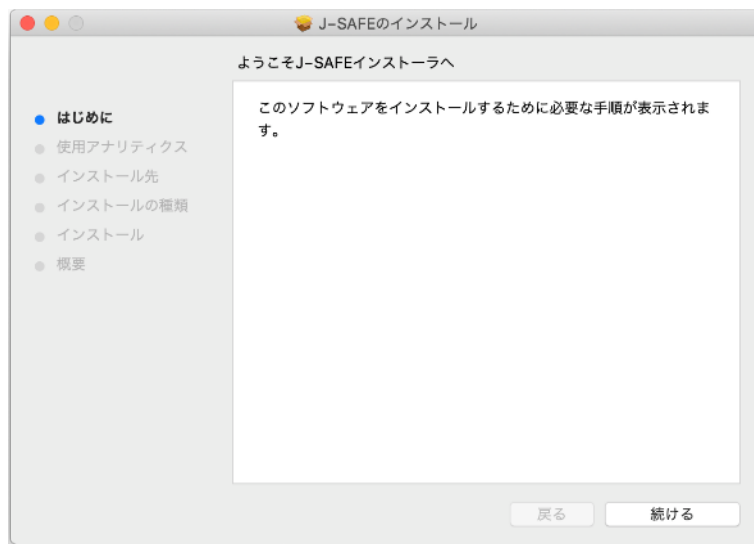 J-SAFEのインストール
ようこそJ-SAFEインストーラへ
はじめに
使用アナリティクス
インストール先
インストールの種類
インストール
概要
このソフトウェアをインストールするために必要な手順が表示されま
す。
戻る
続ける